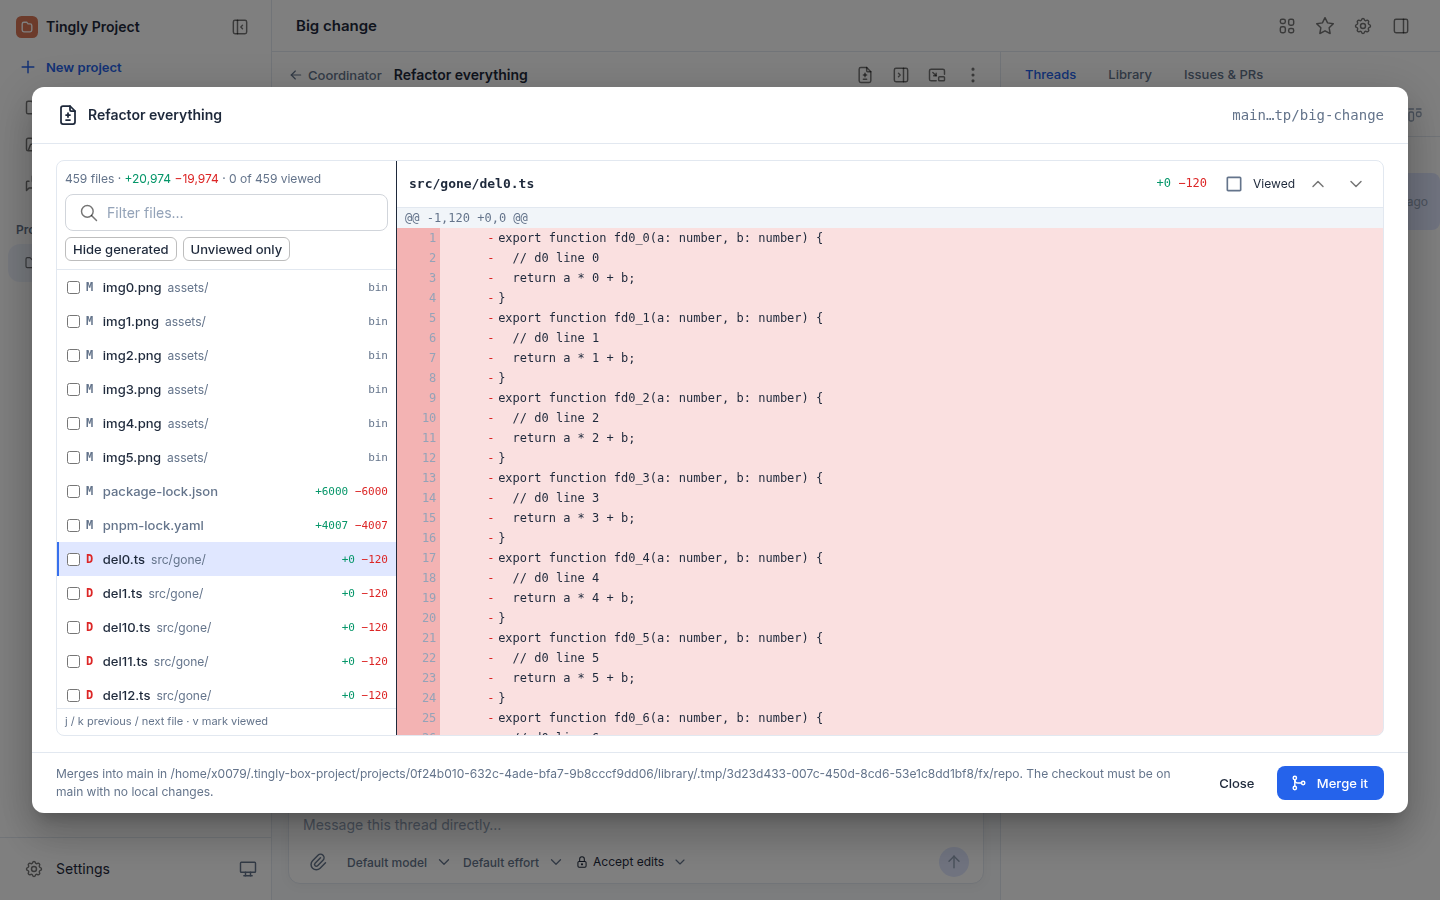 Tingly Project
Big change
New project
Coordinator
Refactor everything
Threads
Library
Issues & PRs
Refactor everything
main…tp/big-change
459 files · +20,974 −19,974 · 0 of 459 viewed
Filter files...
Hide generated
Unviewed only
M img0.png assets/ bin
M img1.png assets/ bin
M img2.png assets/ bin
M img3.png assets/ bin
M img4.png assets/ bin
M img5.png assets/ bin
M package-lock.json +6000 −6000
M pnpm-lock.yaml +4007 −4007
D del0.ts src/gone/ +0 −120
D del1.ts src/gone/ +0 −120
D del10.ts src/gone/ +0 −120
D del11.ts src/gone/ +0 −120
D del12.ts src/gone/ +0 −120
j / k previous / next file · v mark viewed
src/gone/del0.ts
+0 −120
Viewed
@@ -1,120 +0,0 @@
1 -export function fd0_0(a: number, b: number) {
2 -  // d0 line 0
3 -  return a * 0 + b;
4 -}
5 -export function fd0_1(a: number, b: number) {
6 -  // d0 line 1
7 -  return a * 1 + b;
8 -}
9 -export function fd0_2(a: number, b: number) {
10 -  // d0 line 2
11 -  return a * 2 + b;
12 -}
13 -export function fd0_3(a: number, b: number) {
14 -  // d0 line 3
15 -  return a * 3 + b;
16 -}
17 -export function fd0_4(a: number, b: number) {
18 -  // d0 line 4
19 -  return a * 4 + b;
20 -}
21 -export function fd0_5(a: number, b: number) {
22 -  // d0 line 5
23 -  return a * 5 + b;
24 -}
25 -export function fd0_6(a: number, b: number) {
ago
Merges into main in /home/x0079/.tingly-box-project/projects/0f24b010-632c-4ade-bfa7-9b8cccf9dd06/library/.tmp/3d23d433-007c-450d-8cd6-53e1c8dd1bf8/fx/repo. The checkout must be on
main with no local changes.
Close
Merge it
Message this thread directly...
Default model
Default effort
Accept edits
Settings